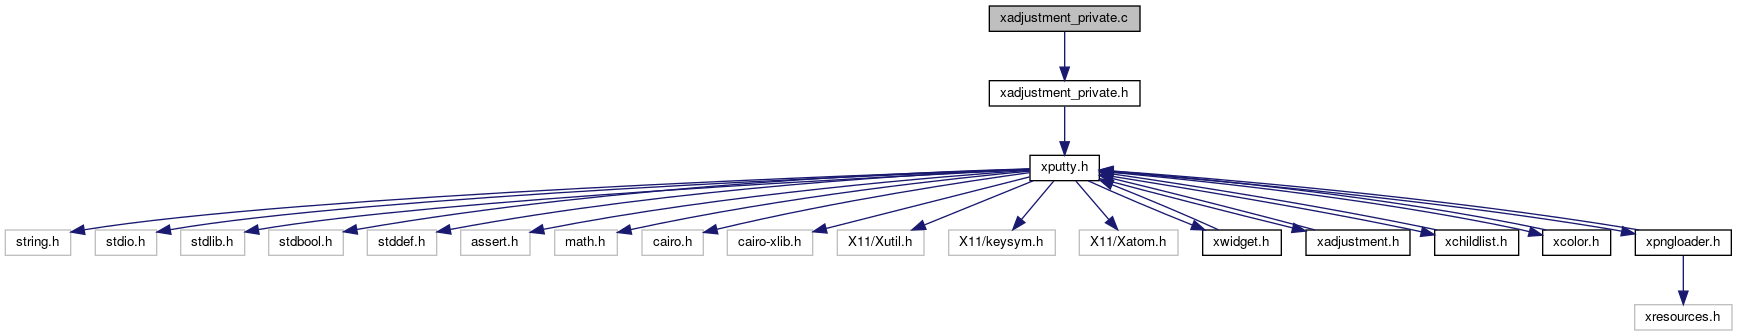 xadjustment_private.c
xadjustment_private.h
xputty.h
string.h
stdio.h
stdlib.h
stdbool.h
stddef.h
assert.h
math.h
cairo.h
cairo-xlib.h
X11/Xutil.h
X11/keysym.h
X11/Xatom.h
xwidget.h
xadjustment.h
xchildlist.h
xcolor.h
xpngloader.h
xresources.h